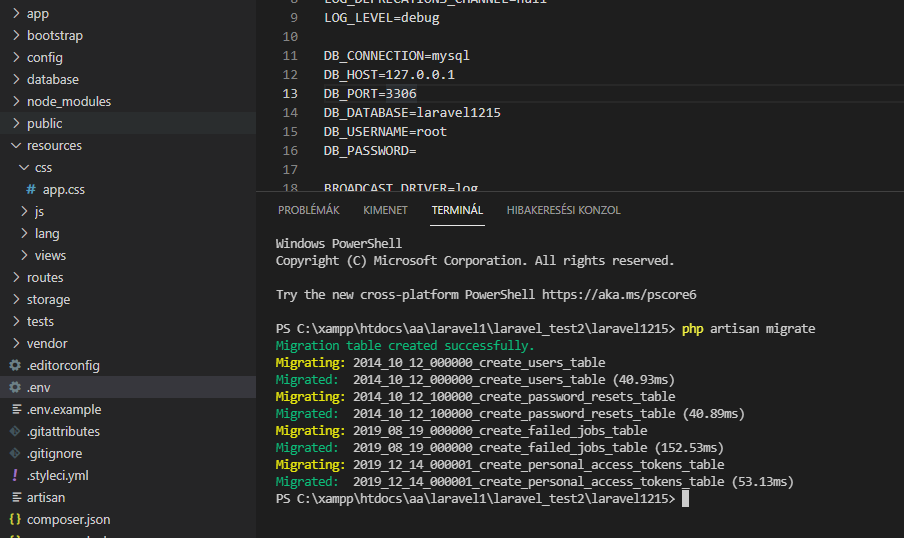 app
bootstrap
config
database
node_modules
public
resources
css
# app.css
js
lang
views
routes
storage
tests
vendor
.editorconfig
.env
.env.example
.gitattributes
.gitignore
! .styleci.yml
artisan
{} composer.json
8 LOG_DEPRECATIONS_CHANNEL=null
9 LOG_LEVEL=debug
10
11 DB_CONNECTION=mysql
12 DB_HOST=127.0.0.1
13 DB_PORT=3306
14 DB_DATABASE=laravel1215
15 DB_USERNAME=root
16 DB_PASSWORD=
17
18 BROADCAST_DRIVER=log
PROBLÉMÁK KIMENET TERMINÁL HIBAKERESÉSI KONZOL
Windows PowerShell
Copyright (C) Microsoft Corporation. All rights reserved.
Try the new cross-platform PowerShell https://aka.ms/pscore6
PS C:\xampp\htdocs\aa\laravel1\laravel_test2\laravel1215> php artisan migrate
Migration table created successfully.
Migrating: 2014_10_12_000000_create_users_table
Migrated: 2014_10_12_000000_create_users_table (40.93ms)
Migrating: 2014_10_12_100000_create_password_resets_table
Migrated: 2014_10_12_100000_create_password_resets_table (40.89ms)
Migrating: 2019_08_19_000000_create_failed_jobs_table
Migrated: 2019_08_19_000000_create_failed_jobs_table (152.53ms)
Migrating: 2019_12_14_000001_create_personal_access_tokens_table
Migrated: 2019_12_14_000001_create_personal_access_tokens_table (53.13ms)
PS C:\xampp\htdocs\aa\laravel1\laravel_test2\laravel1215>